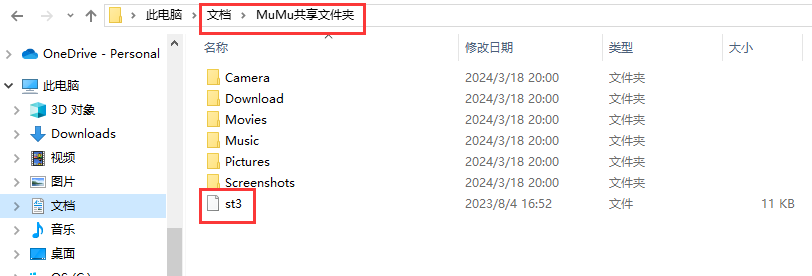 此电脑 > 文档 > MuMu共享文件夹
OneDrive - Personal
此电脑
3D 对象
Downloads
视频
图片
文档
音乐
桌面
名称 修改日期 类型 大小
Camera 2024/3/18 20:00 文件夹
Download 2024/3/18 20:00 文件夹
Movies 2024/3/18 20:00 文件夹
Music 2024/3/18 20:00 文件夹
Pictures 2024/3/18 20:00 文件夹
Screenshots 2024/3/18 20:00 文件夹
st3 2023/8/4 16:52 文件 11 KB